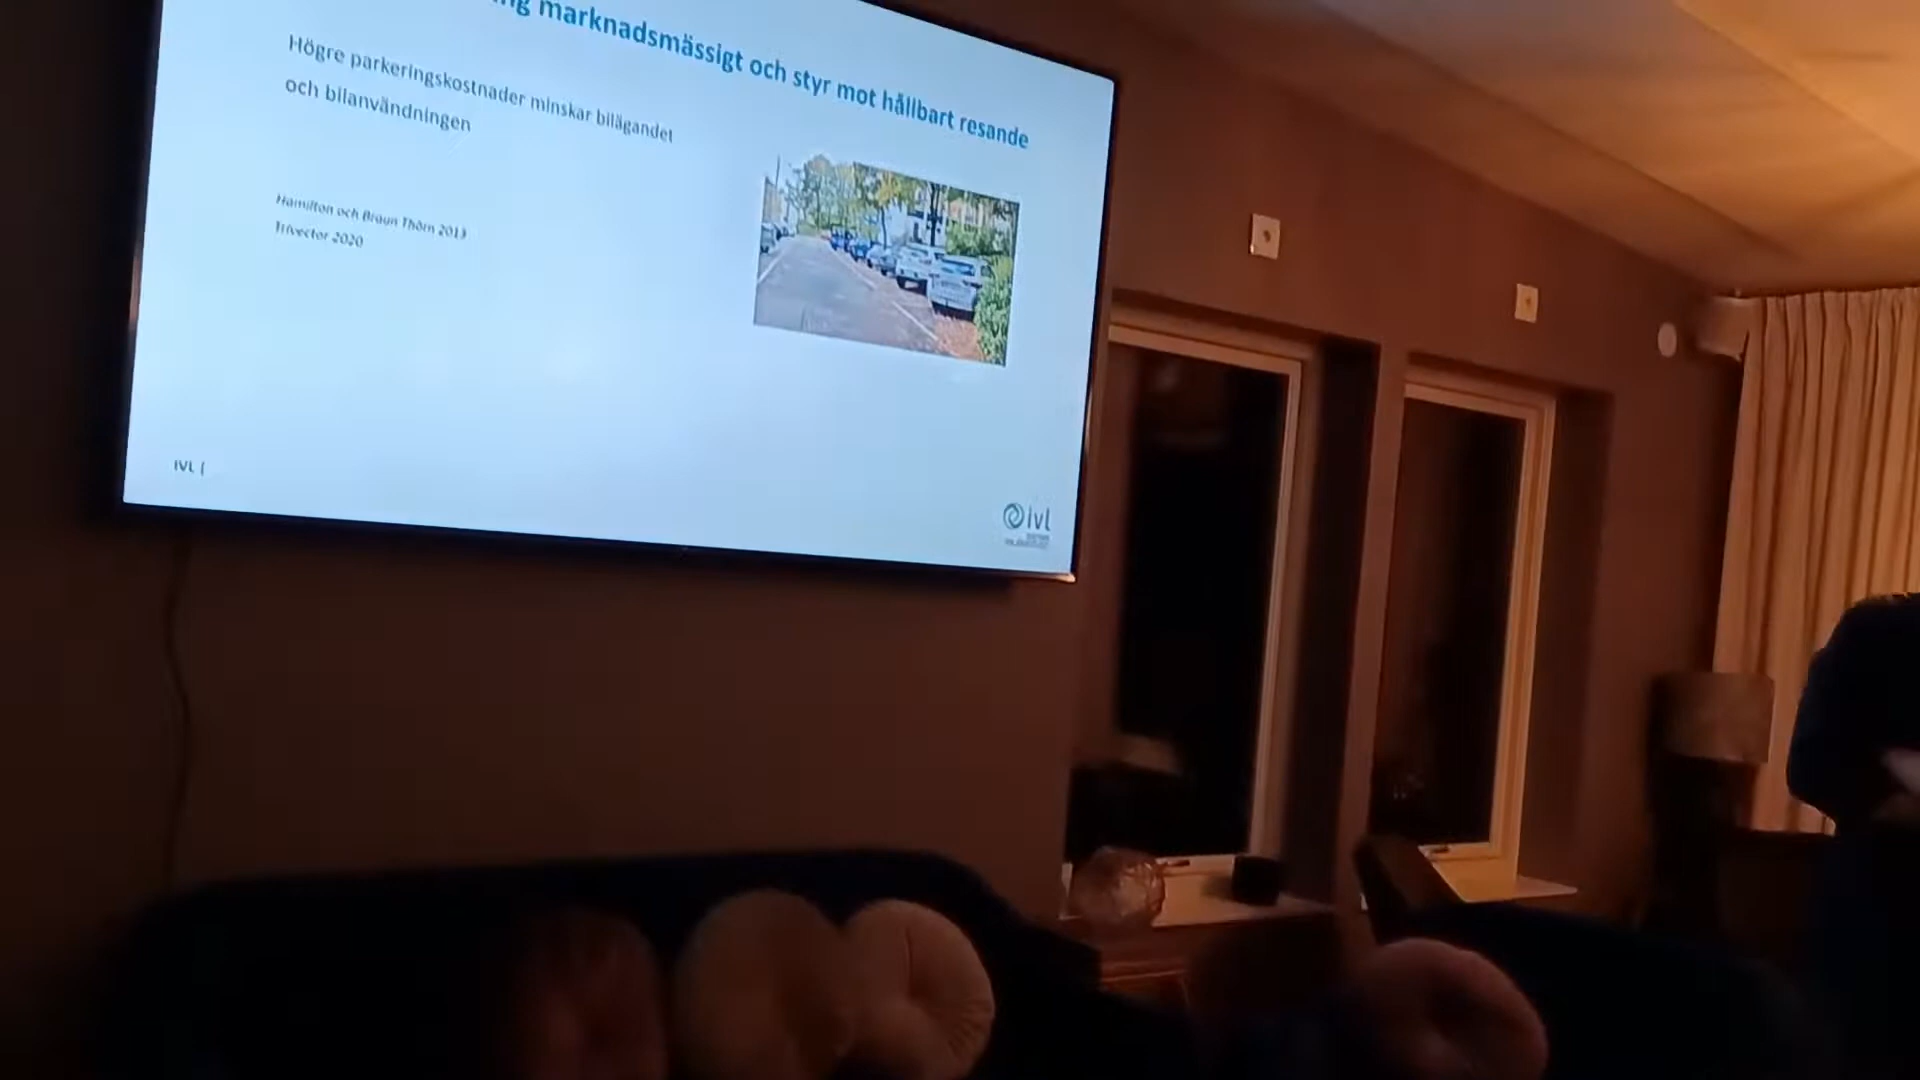 marknadsmässigt och styr mot hållbart resande
Högre parkeringskostnader minskar bilägandet
och bilanvändningen
Hamilton och Braun Thörn 2013
Trivector 2020
IVL |
ivl